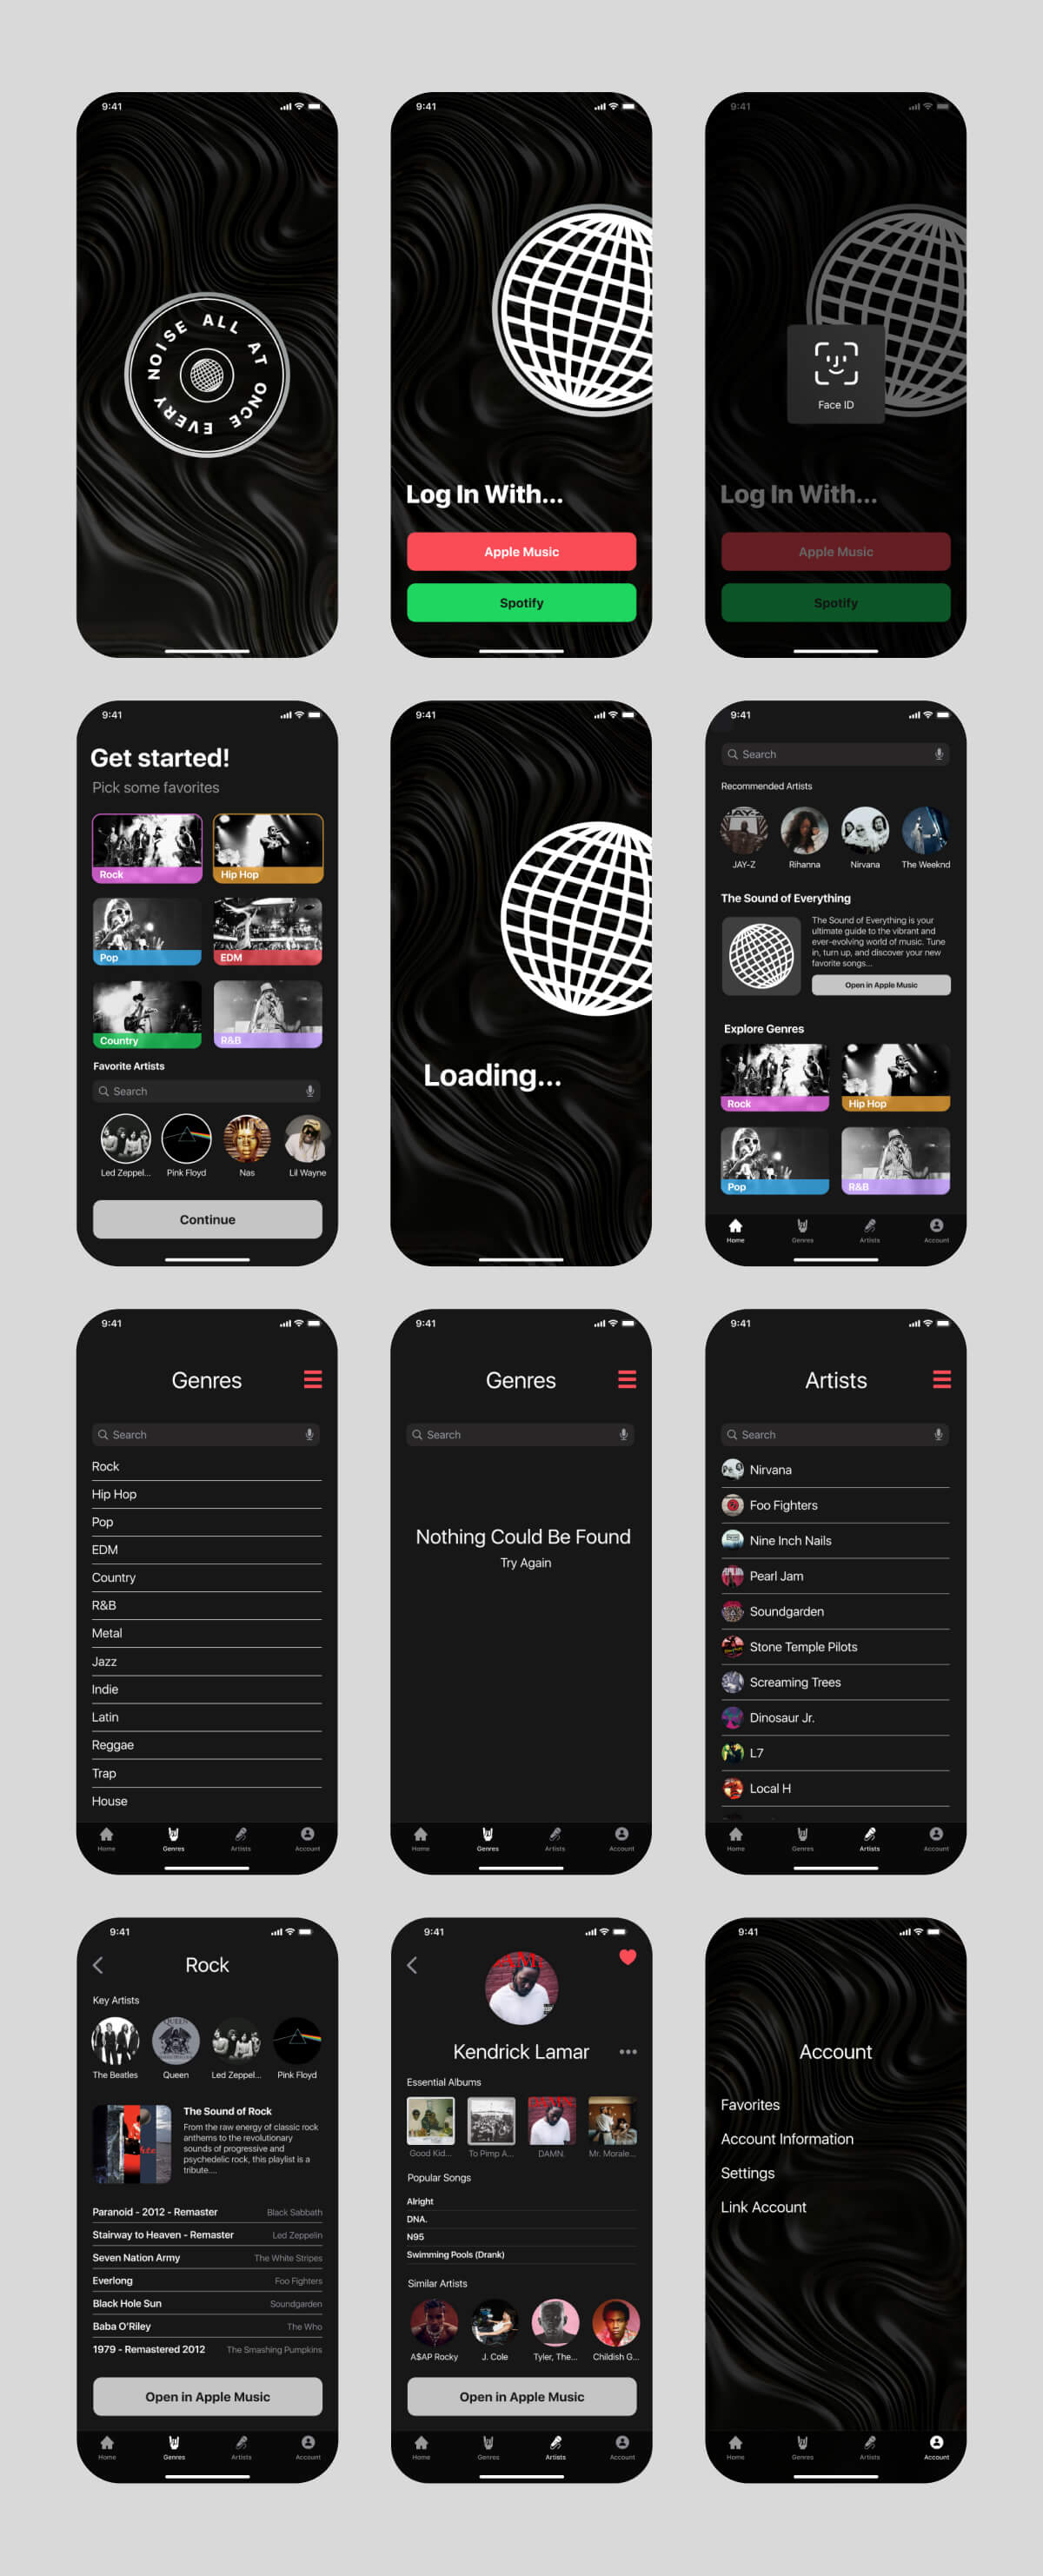 9:41
EVERY NOISE ALL AT ONCE
9:41
Log In With...
Apple Music
Spotify
9:41
Face ID
Log In With...
Apple Music
Spotify
9:41
Get started!
Pick some favorites
Rock
Hip Hop
Pop
EDM
Country
R&B
Favorite Artists
Search
Led Zeppel...
Pink Floyd
Nas
Lil Wayne
Continue
9:41
Loading...
9:41
Search
Recommended Artists
JAY-Z
Rihanna
Nirvana
The Weeknd
The Sound of Everything
The Sound of Everything is your
ultimate guide to the vibrant and
ever-evolving world of music. Tune
in, turn up, and discover your new
favorite songs...
Open in Apple Music
Explore Genres
Rock
Hip Hop
Pop
R&B
Home
Genres
Artists
Account
9:41
Genres
Search
Rock
Hip Hop
Pop
EDM
Country
R&B
Metal
Jazz
Indie
Latin
Reggae
Trap
House
Home
Genres
Artists
Account
9:41
Genres
Search
Nothing Could Be Found
Try Again
Home
Genres
Artists
Account
9:41
Artists
Search
Nirvana
Foo Fighters
Nine Inch Nails
Pearl Jam
Soundgarden
Stone Temple Pilots
Screaming Trees
Dinosaur Jr.
L7
Local H
Home
Genres
Artists
Account
9:41
Rock
Key Artists
The Beatles
Queen
Led Zeppel...
Pink Floyd
The Sound of Rock
From the raw energy of classic rock
anthems to the revolutionary
sounds of progressive and
psychedelic rock, this playlist is a
tribute....
Paranoid - 2012 - Remaster Black Sabbath
Stairway to Heaven - Remaster Led Zeppelin
Seven Nation Army The White Stripes
Everlong Foo Fighters
Black Hole Sun Soundgarden
Baba O'Riley The Who
1979 - Remastered 2012 The Smashing Pumpkins
Open in Apple Music
Home
Genres
Artists
Account
9:41
Kendrick Lamar
Essential Albums
DAMN.
Good Kid...
To Pimp A...
DAMN.
Mr. Morale...
Popular Songs
Alright
DNA.
N95
Swimming Pools (Drank)
Similar Artists
A$AP Rocky
J. Cole
Tyler, The...
Childish G...
Open in Apple Music
Home
Genres
Artists
Account
9:41
Account
Favorites
Account Information
Settings
Link Account
Home
Genres
Artists
Account